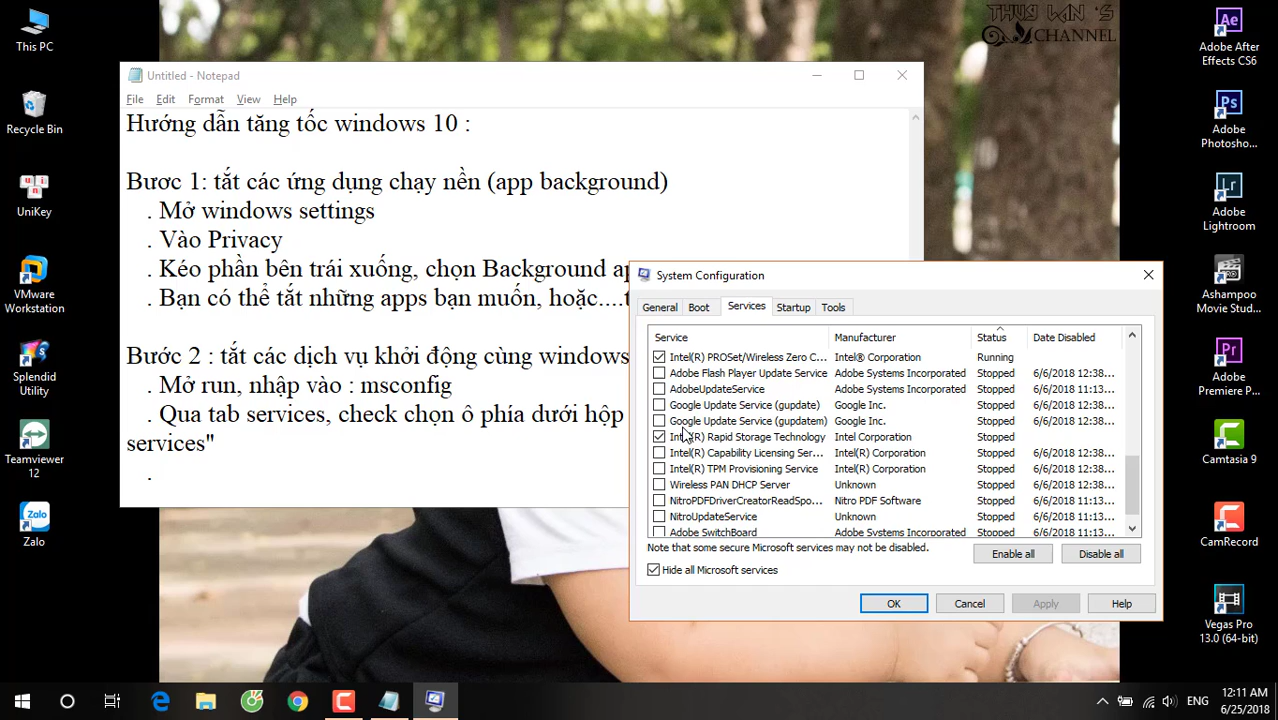 This PC
Recycle Bin
UniKey
VMware
Workstation
Splendid
Utility
Teamviewer
12
Zalo
THUY LAN 'S
CHANNEL
Adobe After
Effects CS6
Adobe
Photosho...
Adobe
Lightroom
Ashampoo
Movie Stud...
Adobe
Premiere P...
Camtasia 9
CamRecord
Vegas Pro
13.0 (64-bit)
Untitled - Notepad
File Edit Format View Help
Hướng dẫn tăng tốc windows 10 :
Bươc 1: tắt các ứng dụng chạy nền (app background)
. Mở windows settings
. Vào Privacy
. Kéo phần bên trái xuống, chọn Background ap
. Bạn có thể tắt những apps bạn muốn, hoặc....t
Bước 2 : tắt các dịch vụ khởi động cùng windows
. Mở run, nhập vào : msconfig
. Qua tab services, check chọn ô phía dưới hộp
services"
.
System Configuration
General Boot Services Startup Tools
Service Manufacturer Status Date Disabled
Intel(R) PROSet/Wireless Zero C... Intel® Corporation Running
Adobe Flash Player Update Service Adobe Systems Incorporated Stopped 6/6/2018 12:38...
AdobeUpdateService Adobe Systems Incorporated Stopped 6/6/2018 11:13...
Google Update Service (gupdate) Google Inc. Stopped 6/6/2018 12:38...
Google Update Service (gupdatem) Google Inc. Stopped 6/6/2018 12:38...
Intel(R) Rapid Storage Technology Intel Corporation Stopped
Intel(R) Capability Licensing Ser... Intel(R) Corporation Stopped 6/6/2018 12:38...
Intel(R) TPM Provisioning Service Intel(R) Corporation Stopped 6/6/2018 12:38...
Wireless PAN DHCP Server Unknown Stopped 6/6/2018 12:38...
NitroPDFDriverCreatorReadSpo... Nitro PDF Software Stopped 6/6/2018 11:13...
NitroUpdateService Unknown Stopped 6/6/2018 11:13...
Adobe SwitchBoard Adobe Systems Incorporated Stopped 6/6/2018 11:13...
Note that some secure Microsoft services may not be disabled.
Enable all Disable all
Hide all Microsoft services
OK Cancel Apply Help
ENG
12:11 AM
6/25/2018